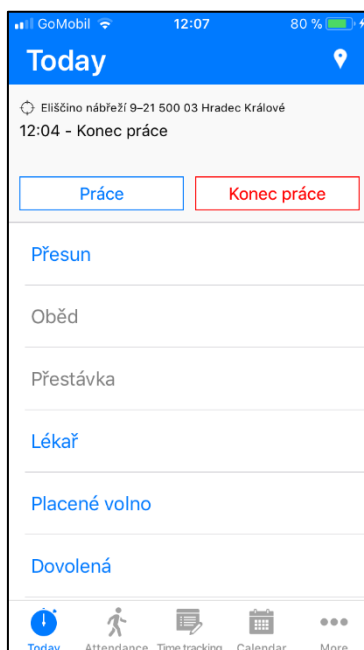 GoMobil 12:07 80 %
Today
Eliščino nábřeží 9–21 500 03 Hradec Králové
12:04 - Konec práce
Práce Konec práce
Přesun
Oběd
Přestávka
Lékař
Placené volno
Dovolená
Today Attendance Time tracking Calendar More